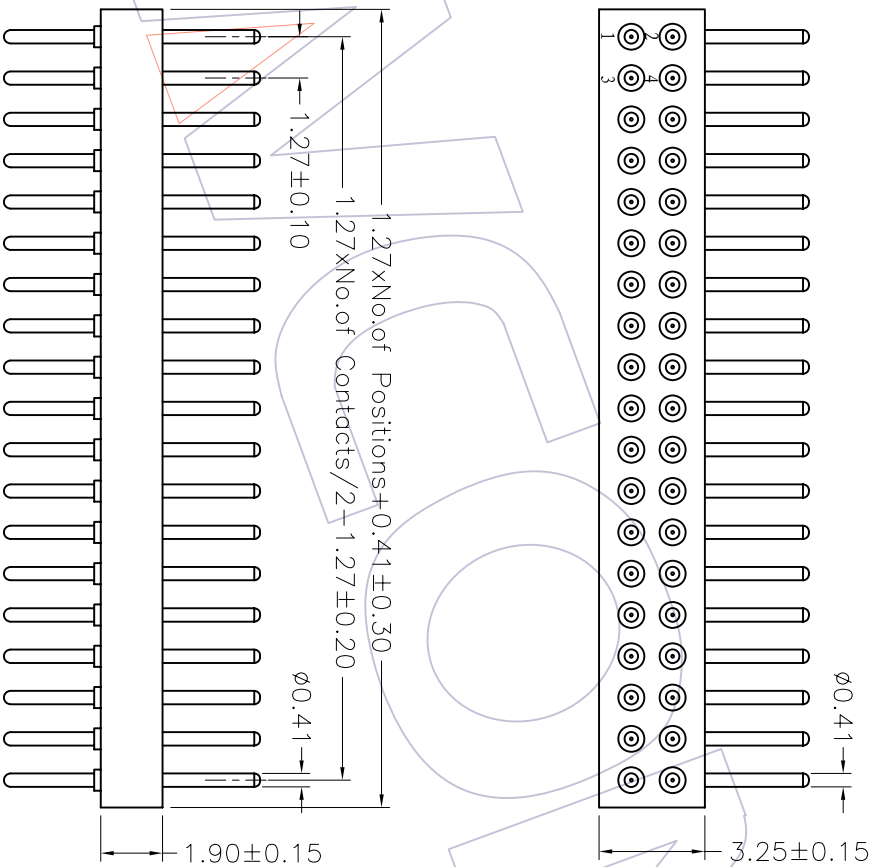 1.27±0.10
1.27xNo.of Contacts/2-1.27±0.20
1.27xNo.of Positions+0.41±0.30
ø0.41
1.90±0.15
1 2
3 4
ø0.41
3.25±0.15